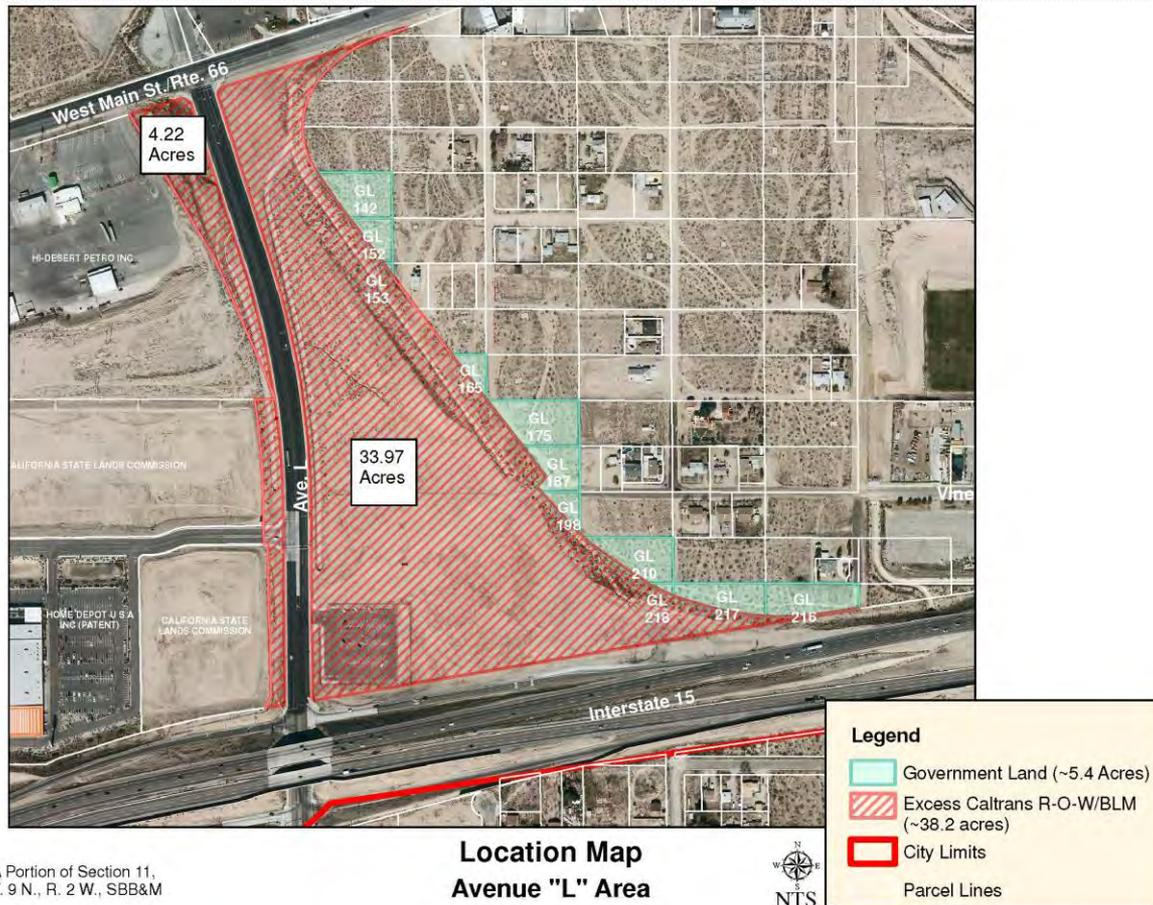 West Main St./Rte. 66
4.22
Acres
HI-DESERT PETRO INC
GL
142
GL
152
GL
153
GL
165
GL
175
GL
187
GL
198
GL
210
GL
218
GL
217
GL
216
33.97
Acres
Ave. L
ALIFORNIA STATE LANDS COMMISSION
Vine
HOME DEPOT U S A
INC (PATENT)
CALIFORNIA STATE
LANDS COMMISSION
Interstate 15
Legend
Government Land (~5.4 Acres)
Excess Caltrans R-O-W/BLM
(~38.2 acres)
City Limits
Parcel Lines
Portion of Section 11,
. 9 N., R. 2 W., SBB&M
Location Map
Avenue "L" Area
N
W
E
S
NTS